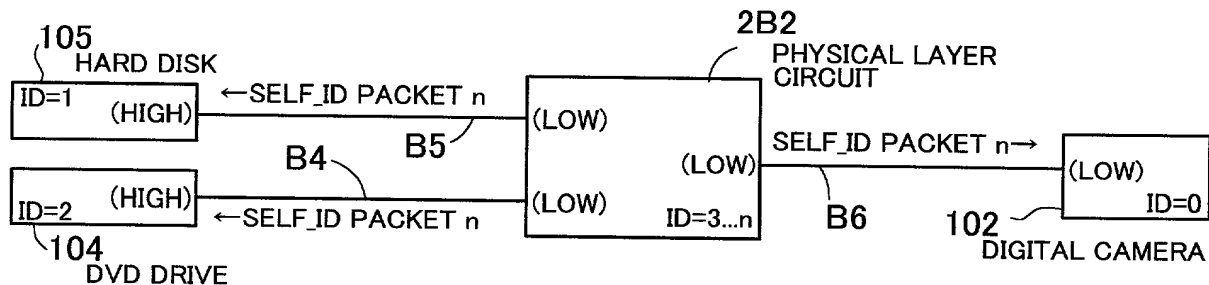 105
HARD DISK
ID=1
(HIGH)
←SELF_ID PACKET n
B5
2B2
PHYSICAL LAYER
CIRCUIT
(LOW)
(LOW)
(LOW)
ID=3...n
SELF_ID PACKET n→
B6
(LOW)
ID=0
102
DIGITAL CAMERA
B4
(HIGH)
ID=2
←SELF_ID PACKET n
104
DVD DRIVE